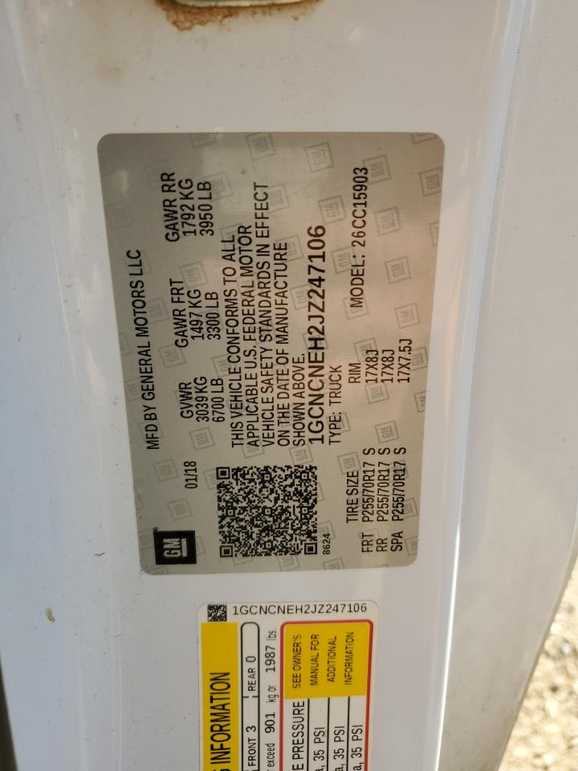 GM
MFD BY GENERAL MOTORS LLC
01/18
GVWR GAWR FRT GAWR RR
3039 KG 1497 KG 1792 KG
6700 LB 3300 LB 3950 LB
THIS VEHICLE CONFORMS TO ALL
APPLICABLE U.S. FEDERAL MOTOR
VEHICLE SAFETY STANDARDS IN EFFECT
ON THE DATE OF MANUFACTURE
SHOWN ABOVE.
1GCNCNEH2JZ247106
TYPE: TRUCK MODEL: 26CC15903
8624
TIRE SIZE RIM
FRT P255/70R17 S 17X8J
RR P255/70R17 S 17X8J
SPA P255/70R17 S 17X7.5J
1GCNCNEH2JZ247106
INFORMATION
FRONT 3 REAR 0
exceed 901 kg or 1987 lbs.
PRESSURE SEE OWNER'S
MANUAL FOR
ADDITIONAL
INFORMATION
35 PSI
35 PSI
35 PSI